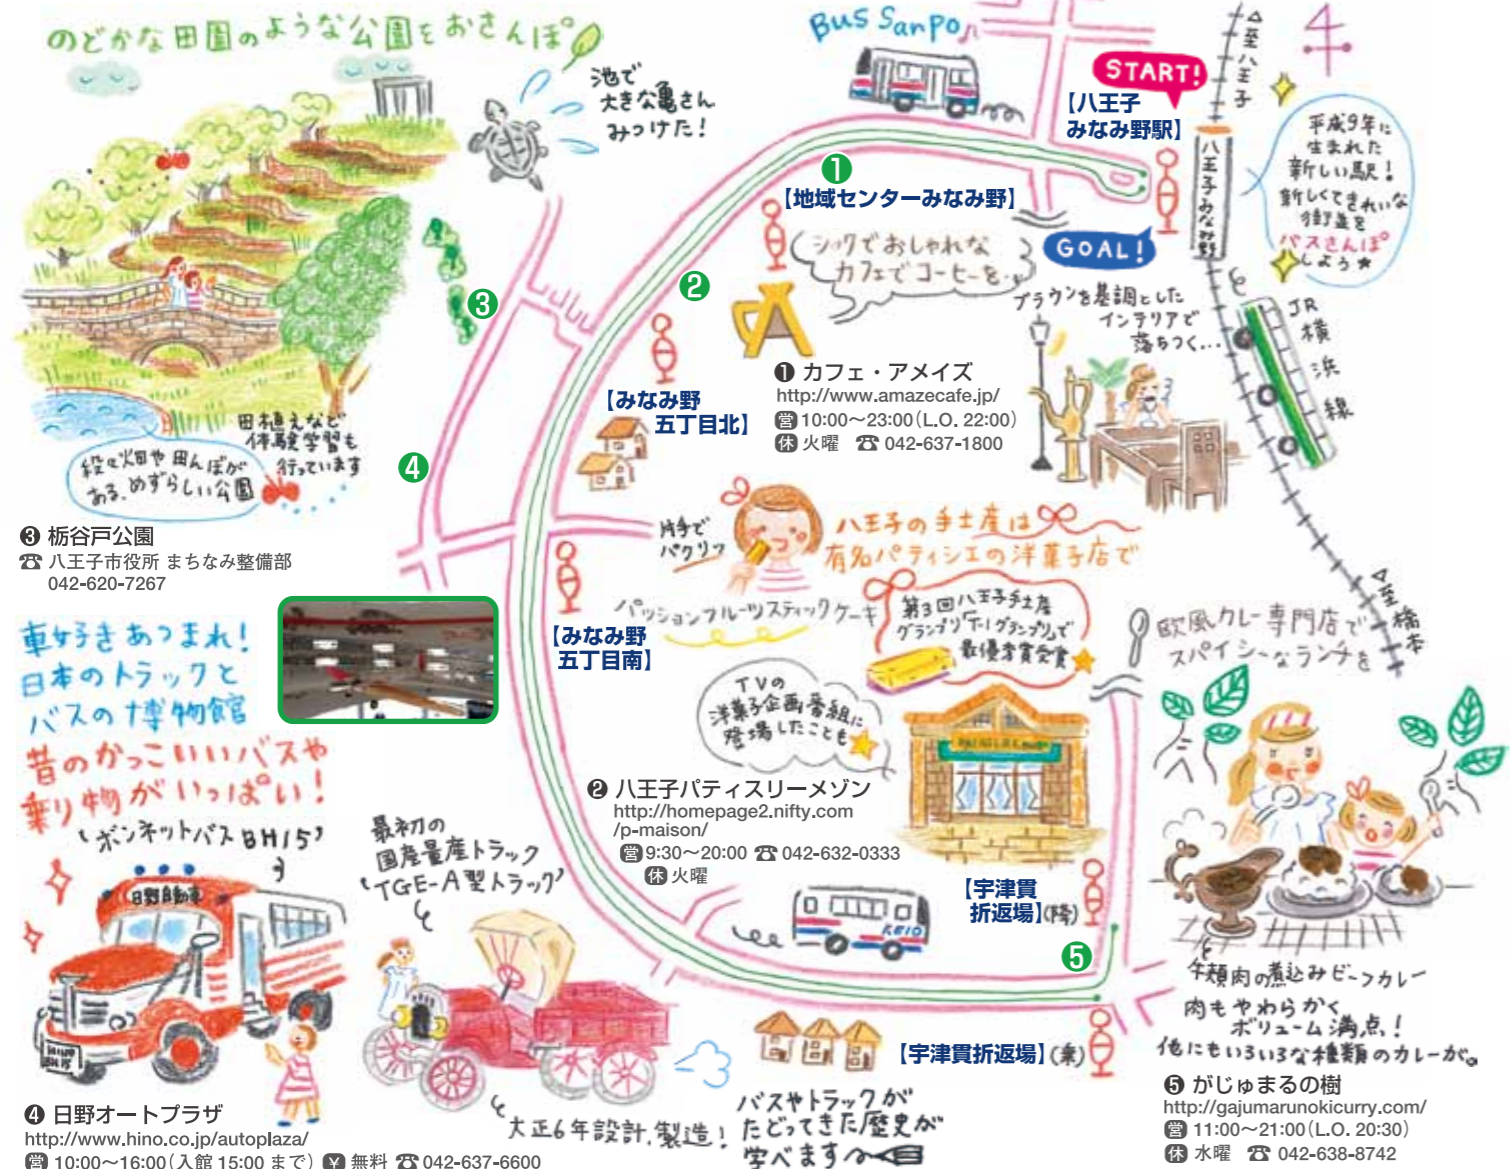 のどかな田園のような公園をおさんぽ
池で
大きな亀さん
みつけた!
Bus Sanpo♪
START!
【八王子
みなみ野駅】
至八王子
八王子みなみ野
平成9年に
生まれた
新しい駅!
新しくてきれいな
街並を
バスさんぽ
しよう★
❶
【地域センターみなみ野】
GOAL!
シックでおしゃれな
カフェでコーヒーを…
❷
❸
ブラウンを基調とした
インテリアで
落ちつく…
JR
横
浜
線
❶ カフェ・アメイズ
http://www.amazecafe.jp/
営 10:00〜23:00(L.O. 22:00)
休 火曜 ☎ 042-637-1800
【みなみ野
五丁目北】
❹
田植えなど
体験学習も
行っています
段々畑や田んぼが
ある、めずらしい公園
❸ 栃谷戸公園
☎ 八王子市役所 まちなみ整備部
042-620-7267
片手で
パクリッ
八王子の手土産は
有名パティシエの洋菓子店で
パッションフルーツスティックケーキ
第3回八王子手土産
グランプリ「T-1グランプリ」で
最優秀賞受賞★
至橋本
欧風カレー専門店で
スパイシーなランチを
【みなみ野
五丁目南】
TVの
洋菓子企画番組に
登場したことも★
❷ 八王子パティスリーメゾン
http://homepage2.nifty.com
/p-maison/
営 9:30〜20:00 ☎ 042-632-0333
休 火曜
車好きあつまれ!
日本のトラックと
バスの博物館
昔のかっこいいバスや
乗り物がいっぱい!
ボンネットバスBH15
日野自動車
HINO
BH15
最初の
国産量産トラック
TGE-A型トラック
大正6年設計、製造!
バスやトラックが
たどってきた歴史が
学べます
KEIO
【宇津貫
折返場】(降)
❺
【宇津貫折返場】(乗)
牛頬肉の煮込みビーフカレー
肉もやわらかく
ボリューム満点!
他にもいろいろな種類のカレーが。
❺ がじゅまるの樹
http://gajumarunokicurry.com/
営 11:00〜21:00(L.O. 20:30)
休 水曜 ☎ 042-638-8742
❹ 日野オートプラザ
http://www.hino.co.jp/autoplaza/
営 10:00〜16:00(入館 15:00 まで) ¥ 無料 ☎ 042-637-6600